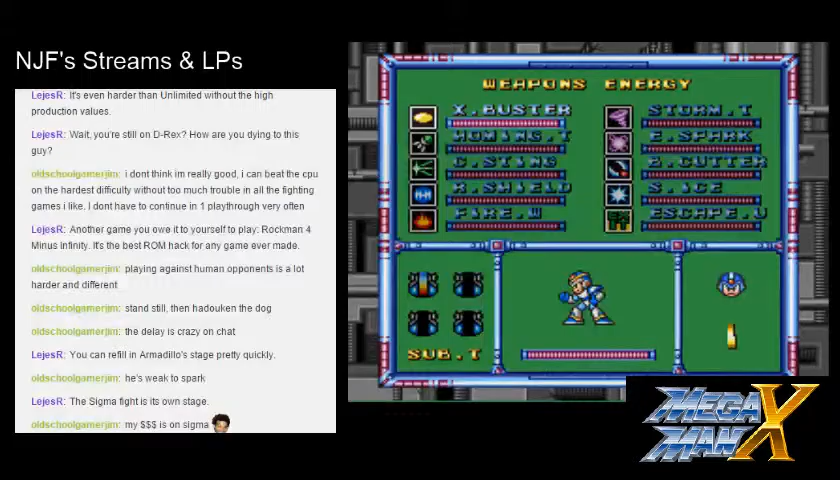 NJF's Streams & LPs
LejesR: It's even harder than Unlimited without the high
production values.
LejesR: Wait, you're still on D-Rex? How are you dying to this
guy?
oldschoolgamerjim: i dont think im really good, i can beat the cpu
on the hardest difficulty without too much trouble in all the fighting
games i like. I dont have to continue in 1 playthrough very often
LejesR: Another game you owe it to yourself to play: Rockman 4
Minus Infinity. It's the best ROM hack for any game ever made.
oldschoolgamerjim: playing against human opponents is a lot
harder and different
oldschoolgamerjim: stand still, then hadouken the dog
oldschoolgamerjim: the delay is crazy on chat
LejesR: You can refill in Armadillo's stage pretty quickly.
oldschoolgamerjim: he's weak to spark
LejesR: The Sigma fight is its own stage.
oldschoolgamerjim: my $$$ is on sigma
WEAPONS ENERGY
X.BUSTER
HOMING.T
C.STING
R.SHIELD
FIRE.W
STORM.T
E.SPARK
B.CUTTER
S.ICE
ESCAPE.U
SUB.T
1
MEGA
MAN X